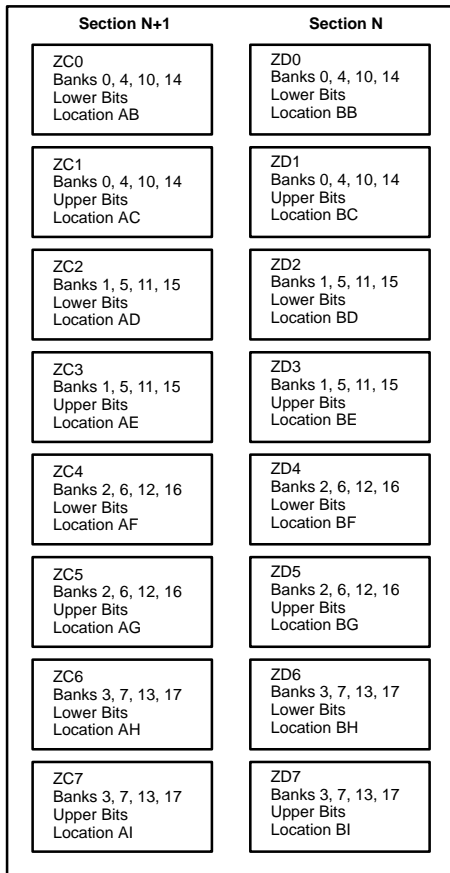 Section N+1
ZC0
Banks 0, 4, 10, 14
Lower Bits
Location AB
ZC1
Banks 0, 4, 10, 14
Upper Bits
Location AC
ZC2
Banks 1, 5, 11, 15
Lower Bits
Location AD
ZC3
Banks 1, 5, 11, 15
Upper Bits
Location AE
ZC4
Banks 2, 6, 12, 16
Lower Bits
Location AF
ZC5
Banks 2, 6, 12, 16
Upper Bits
Location AG
ZC6
Banks 3, 7, 13, 17
Lower Bits
Location AH
ZC7
Banks 3, 7, 13, 17
Upper Bits
Location AI
Section N
ZD0
Banks 0, 4, 10, 14
Lower Bits
Location BB
ZD1
Banks 0, 4, 10, 14
Upper Bits
Location BC
ZD2
Banks 1, 5, 11, 15
Lower Bits
Location BD
ZD3
Banks 1, 5, 11, 15
Upper Bits
Location BE
ZD4
Banks 2, 6, 12, 16
Lower Bits
Location BF
ZD5
Banks 2, 6, 12, 16
Upper Bits
Location BG
ZD6
Banks 3, 7, 13, 17
Lower Bits
Location BH
ZD7
Banks 3, 7, 13, 17
Upper Bits
Location BI